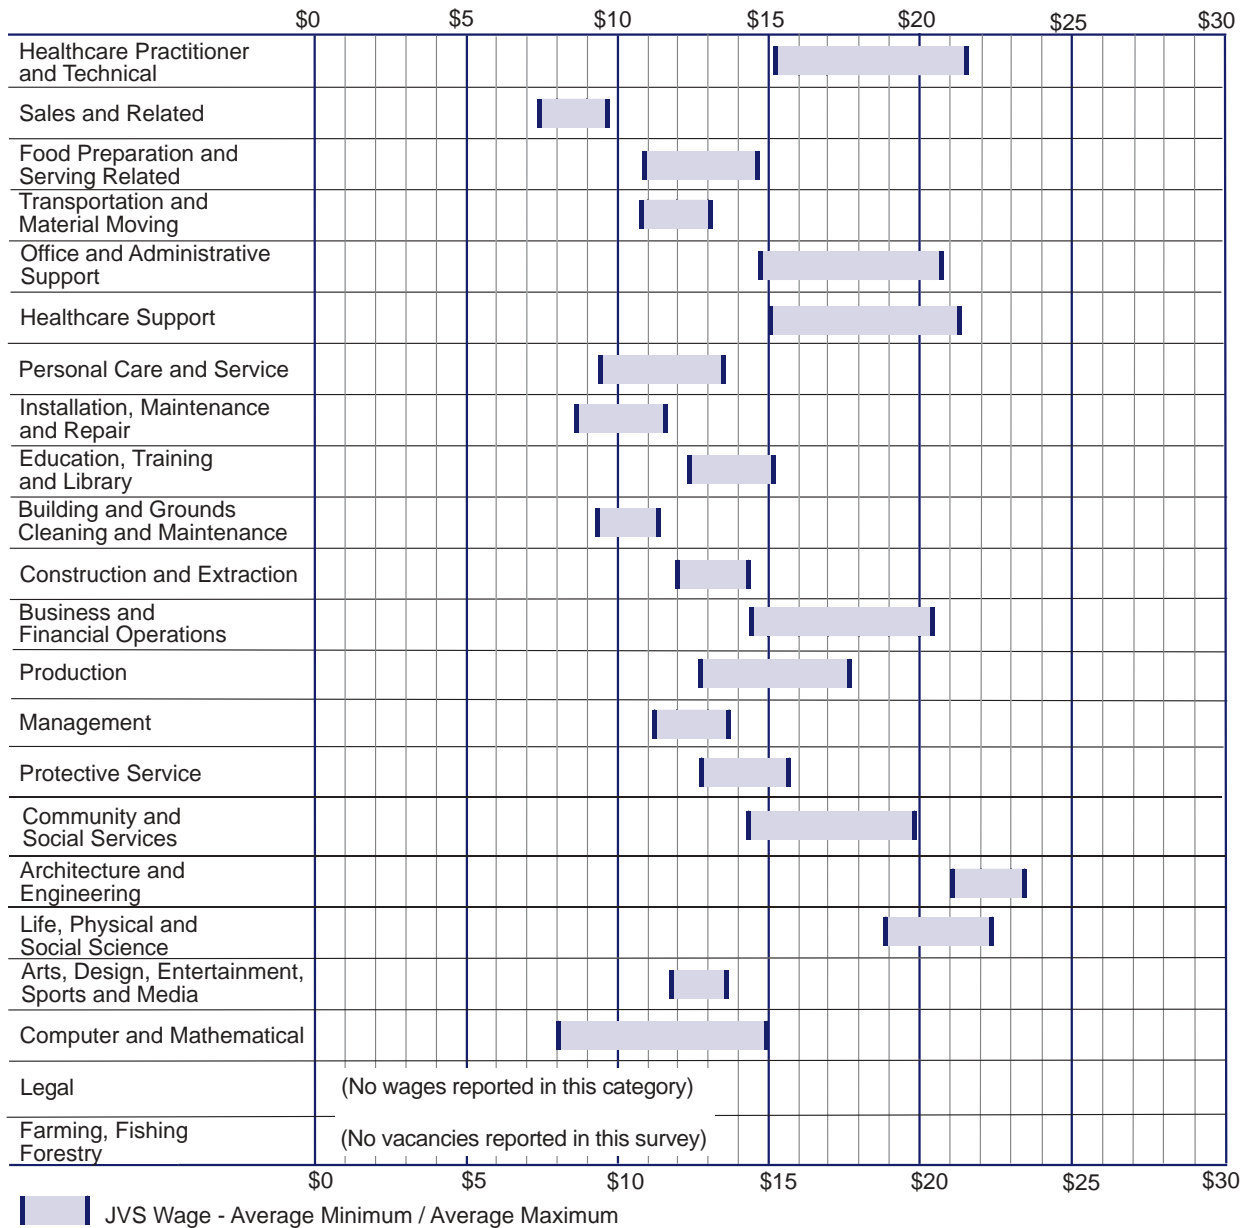 $0 $5 $10 $15 $20 $25 $30
Healthcare Practitioner
and Technical
Sales and Related
Food Preparation and
Serving Related
Transportation and
Material Moving
Office and Administrative
Support
Healthcare Support
Personal Care and Service
Installation, Maintenance
and Repair
Education, Training
and Library
Building and Grounds
Cleaning and Maintenance
Construction and Extraction
Business and
Financial Operations
Production
Management
Protective Service
Community and
Social Services
Architecture and
Engineering
Life, Physical and
Social Science
Arts, Design, Entertainment,
Sports and Media
Computer and Mathematical
Legal (No wages reported in this category)
Farming, Fishing
Forestry
(No vacancies reported in this survey)
$0 $5 $10 $15 $20 $25 $30
JVS Wage - Average Minimum / Average Maximum